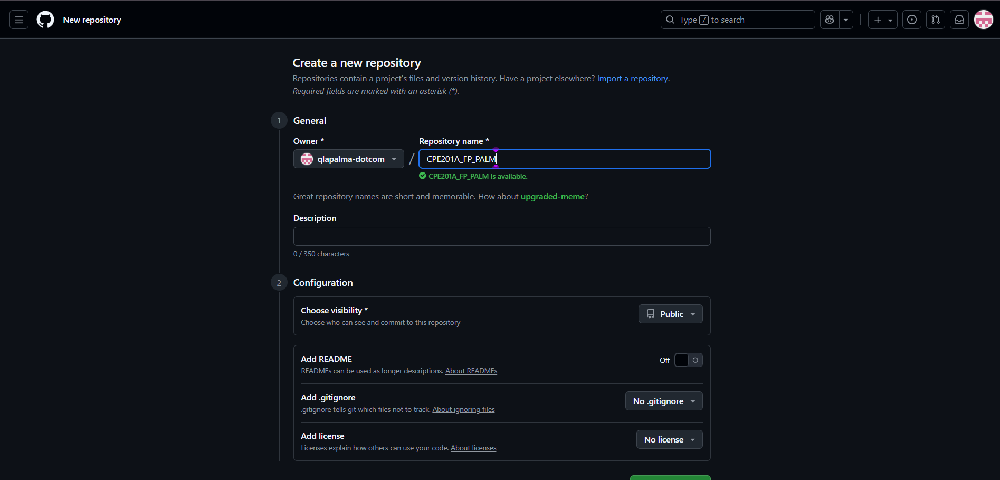 New repository
Type / to search
Create a new repository
Repositories contain a project's files and version history. Have a project elsewhere? Import a repository.
Required fields are marked with an asterisk (*).
1 General
Owner *
Repository name *
qlapalma-dotcom / CPE201A_FP_PALM
CPE201A_FP_PALM is available.
Great repository names are short and memorable. How about upgraded-meme?
Description
0 / 350 characters
2 Configuration
Choose visibility *
Choose who can see and commit to this repository
Public
Add README
READMEs can be used as longer descriptions. About READMEs
Off
Add .gitignore
.gitignore tells git which files not to track. About ignoring files
No .gitignore
Add license
Licenses explain how others can use your code. About licenses
No license